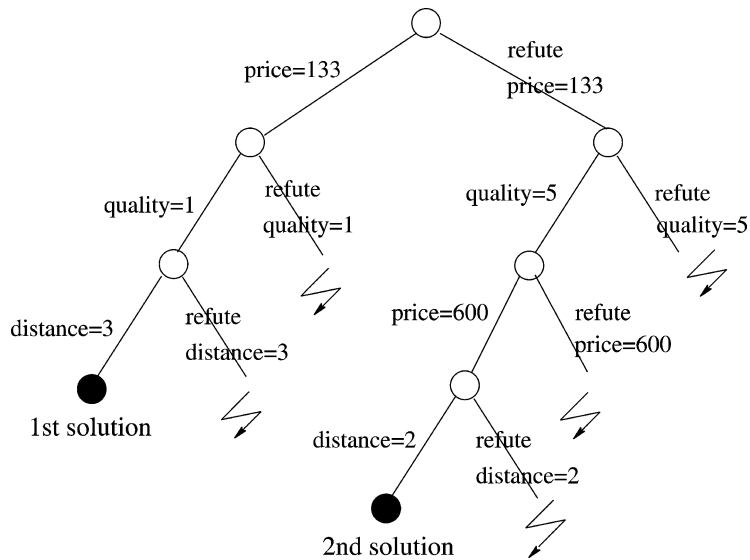 refute
price=133
price=133
quality=1
refute
quality=1
quality=5
refute
quality=5
distance=3
refute
distance=3
price=600
refute
price=600
1st solution
distance=2
refute
distance=2
2nd solution